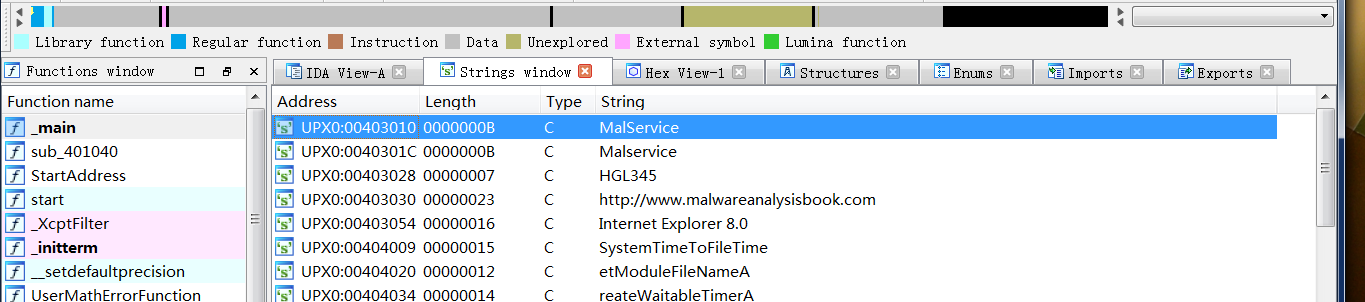 Library function Regular function Instruction Data Unexplored External symbol Lumina function
Functions window
IDA View-A Strings window Hex View-1 Structures Enums Imports Exports
Function name
_main
sub_401040
StartAddress
start
_XcptFilter
_initterm
__setdefaultprecision
UserMathErrorFunction
Address Length Type String
UPX0:00403010 0000000B C MalService
UPX0:0040301C 0000000B C Malservice
UPX0:00403028 00000007 C HGL345
UPX0:00403030 00000023 C http://www.malwareanalysisbook.com
UPX0:00403054 00000016 C Internet Explorer 8.0
UPX0:00404009 00000015 C SystemTimeToFileTime
UPX0:00404020 00000012 C etModuleFileNameA
UPX0:00404034 00000014 C reateWaitableTimerA